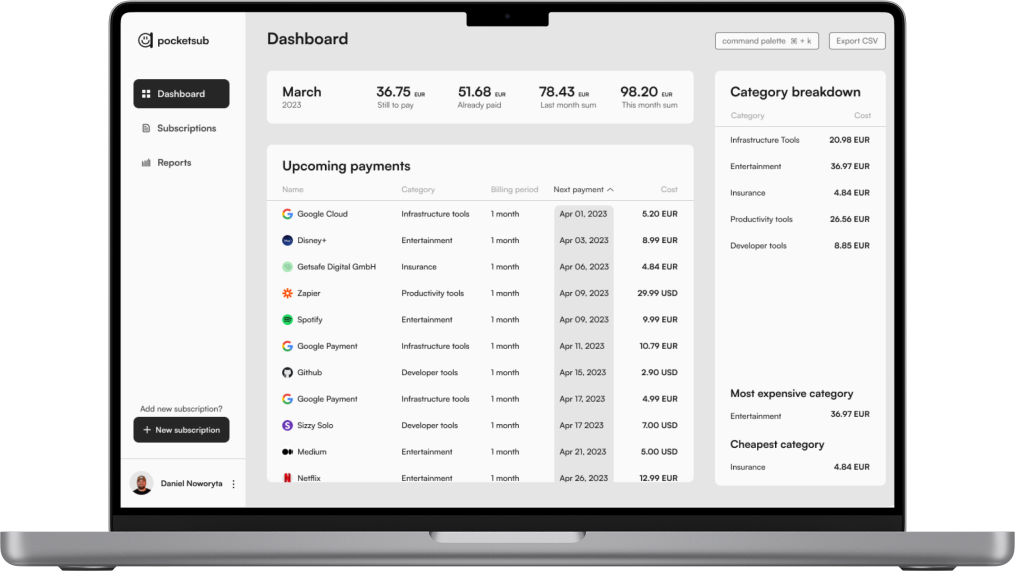 pocketsub
Dashboard
Subscriptions
Reports
Add new subscription?
+ New subscription
Daniel Noworyta
Dashboard
command palette ⌘ + k
Export CSV
March
2023
36.75 EUR
Still to pay
51.68 EUR
Already paid
78.43 EUR
Last month sum
98.20 EUR
This month sum
Upcoming payments
Name Category Billing period Next payment Cost
Google Cloud Infrastructure tools 1 month Apr 01, 2023 5.20 EUR
Disney+ Entertainment 1 month Apr 03, 2023 8.99 EUR
Getsafe Digital GmbH Insurance 1 month Apr 06, 2023 4.84 EUR
Zapier Productivity tools 1 month Apr 09, 2023 29.99 USD
Spotify Entertainment 1 month Apr 09, 2023 9.99 EUR
Google Payment Infrastructure tools 1 month Apr 11, 2023 10.79 EUR
Github Developer tools 1 month Apr 15, 2023 2.90 USD
Google Payment Infrastructure tools 1 month Apr 17, 2023 4.99 EUR
Sizzy Solo Developer tools 1 month Apr 17 2023 7.00 USD
Medium Entertainment 1 month Apr 21, 2023 5.00 USD
Netflix Entertainment 1 month Apr 26, 2023 12.99 EUR
Category breakdown
Category Cost
Infrastructure Tools 20.98 EUR
Entertainment 36.97 EUR
Insurance 4.84 EUR
Productivity tools 26.56 EUR
Developer tools 8.85 EUR
Most expensive category
Entertainment 36.97 EUR
Cheapest category
Insurance 4.84 EUR